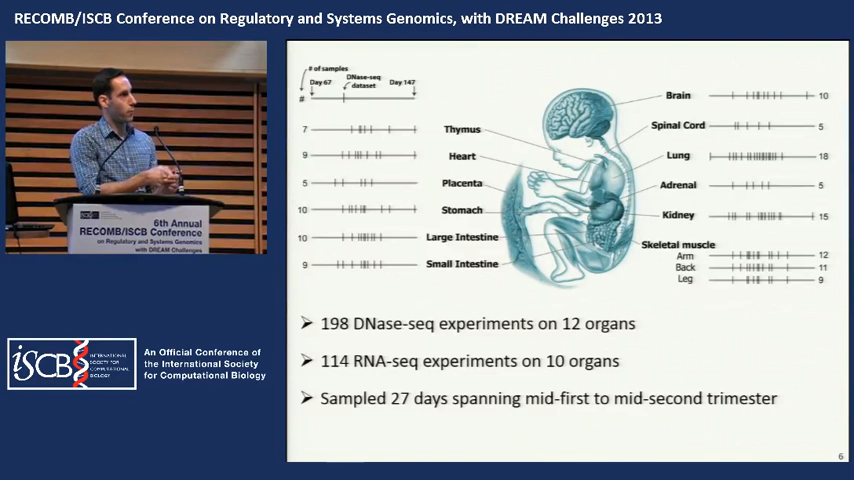 RECOMB/ISCB Conference on Regulatory and Systems Genomics, with DREAM Challenges 2013
# of samples
Day 67
DNase-seq
dataset
Day 147
#
7
Thymus
9
Heart
5
Placenta
10
Stomach
10
Large Intestine
9
Small Intestine
Brain
10
Spinal Cord
5
Lung
18
Adrenal
5
Kidney
15
Skeletal muscle
Arm
12
Back
11
Leg
9
➢ 198 DNase-seq experiments on 12 organs
➢ 114 RNA-seq experiments on 10 organs
➢ Sampled 27 days spanning mid-first to mid-second trimester
6
6th Annual
RECOMB/ISCB Conference
on Regulatory and Systems Genomics
with DREAM Challenges
iSCB
INTERNATIONAL
SOCIETY FOR
COMPUTATIONAL
BIOLOGY
An Official Conference of
the International Society
for Computational Biology